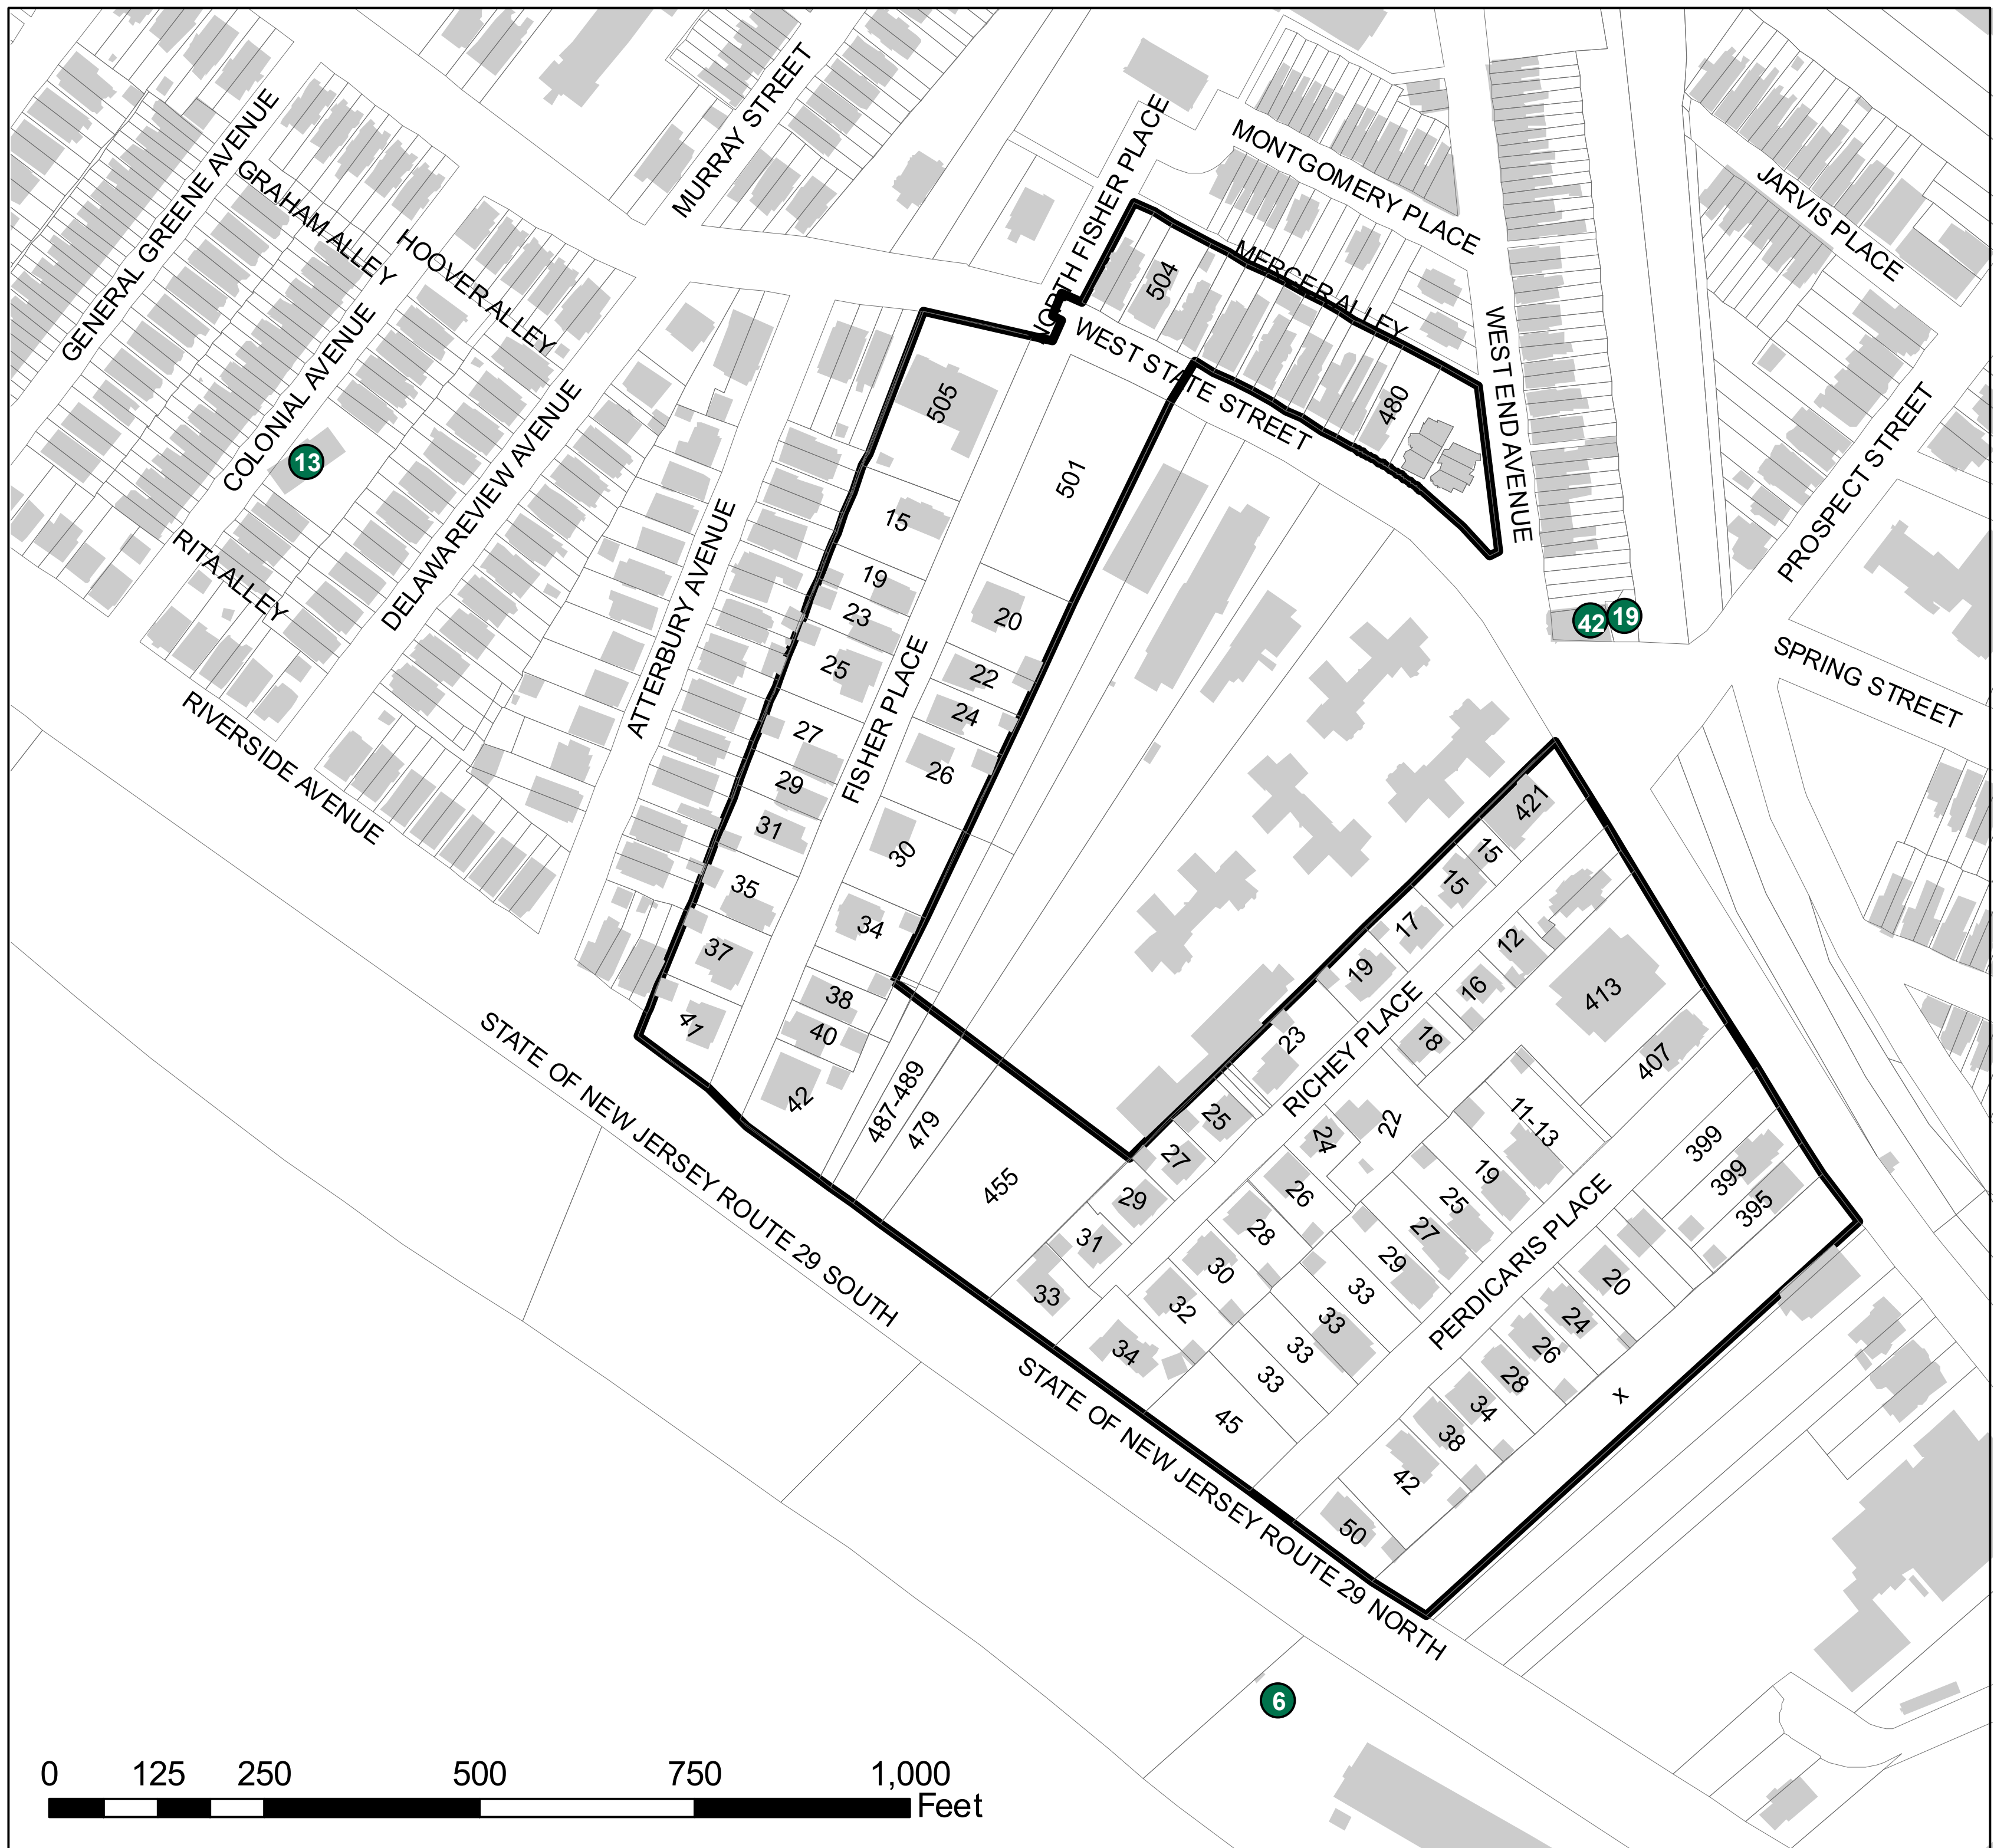 MURRAY STREET
GENERAL GREENE AVENUE
GRAHAM ALLEY
HOOVER ALLEY
COLONIAL AVENUE
DELAWAREVIEW AVENUE
RITA ALLEY
RIVERSIDE AVENUE
ATTERBURY AVENUE
13
NORTH FISHER PLACE
MONTGOMERY PLACE
MERCER ALLEY
WEST STATE STREET
WEST END AVENUE
JARVIS PLACE
PROSPECT STREET
SPRING STREET
504
480
42
19
505
501
15
19
23
25
27
29
31
35
37
41
FISHER PLACE
20
22
24
26
30
34
38
40
42
487-489
479
455
421
15
15
17
19
23
25
27
29
31
33
RICHEY PLACE
12
16
18
22
24
26
28
30
32
34
413
407
11-13
19
25
27
29
33
33
33
33
45
PERDICARIS PLACE
399
399
395
20
24
26
28
34
38
42
50
x
STATE OF NEW JERSEY ROUTE 29 SOUTH
STATE OF NEW JERSEY ROUTE 29 NORTH
6
0 125 250 500 750 1,000
Feet